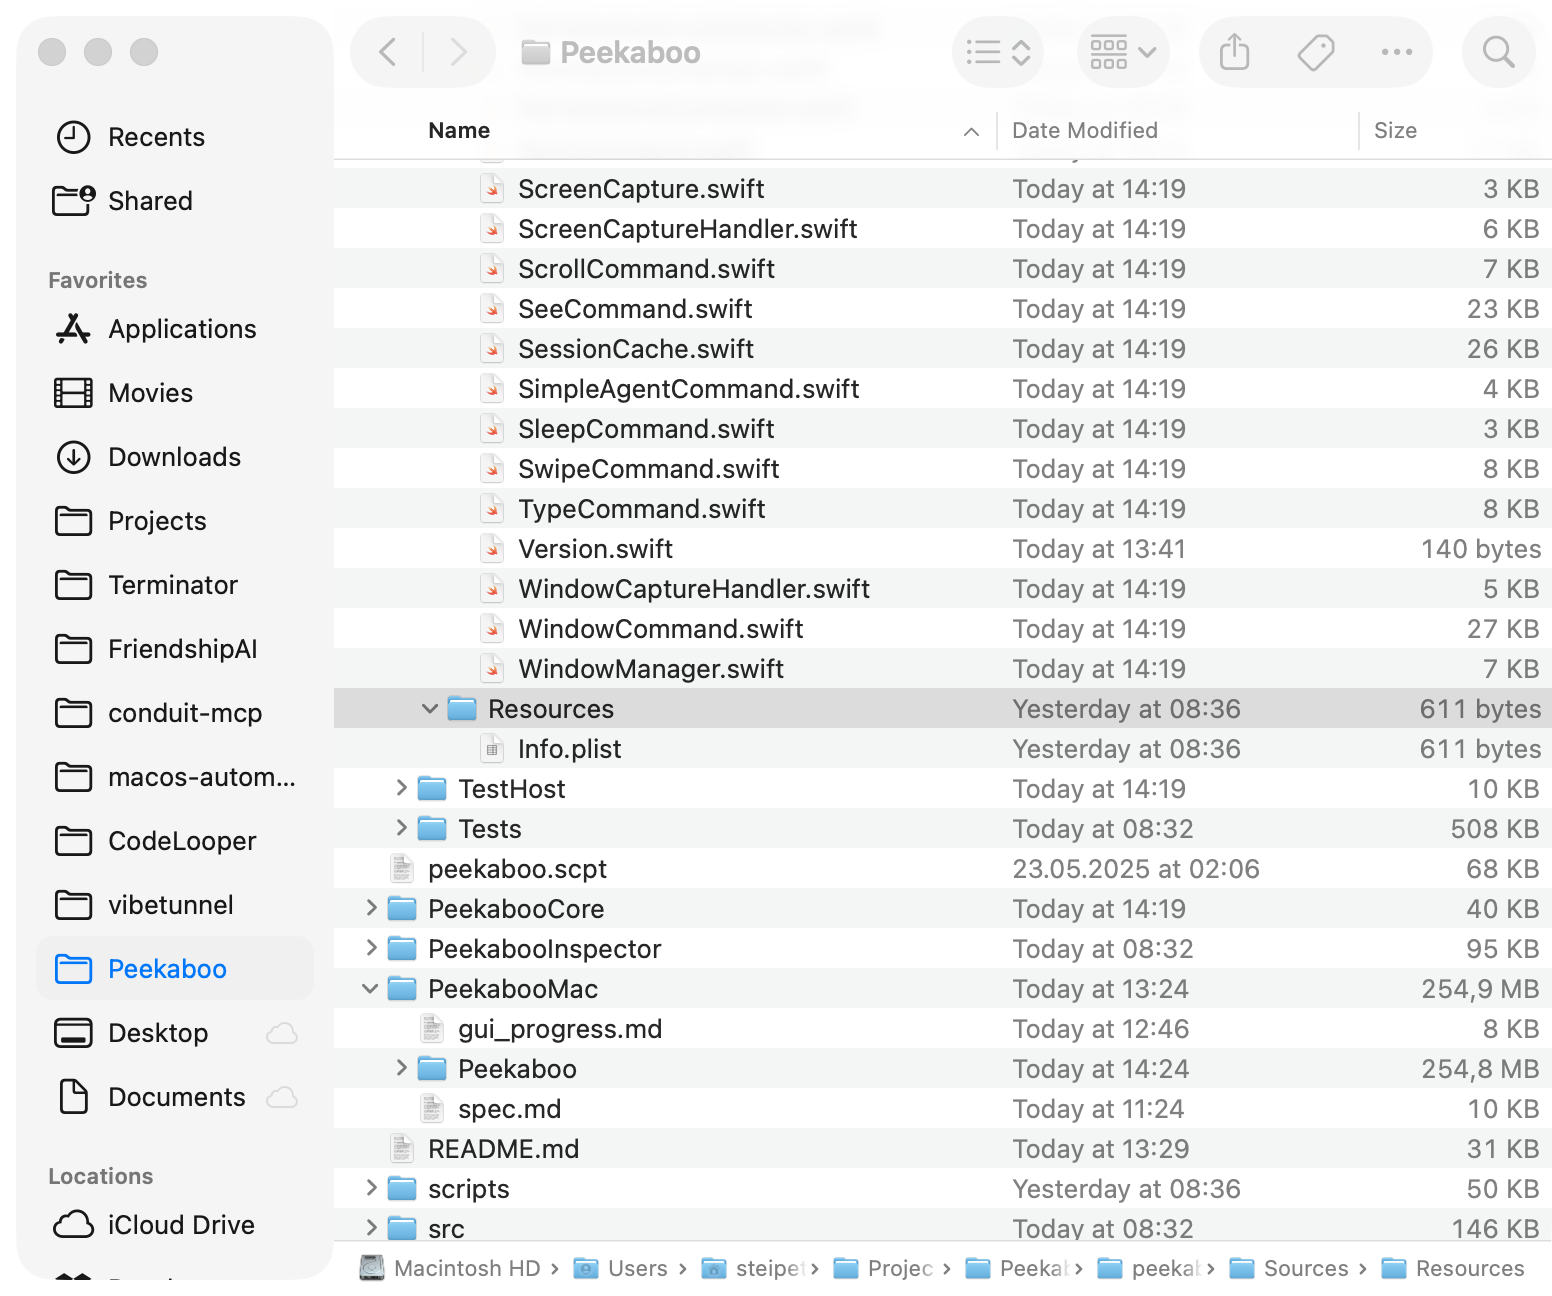 Peekaboo
Recents
Shared
Favorites
Applications
Movies
Downloads
Projects
Terminator
FriendshipAI
conduit-mcp
macos-autom...
CodeLooper
vibetunnel
Peekaboo
Desktop
Documents
Locations
iCloud Drive
Name Date Modified Size
ScreenCapture.swift Today at 14:19 3 KB
ScreenCaptureHandler.swift Today at 14:19 6 KB
ScrollCommand.swift Today at 14:19 7 KB
SeeCommand.swift Today at 14:19 23 KB
SessionCache.swift Today at 14:19 26 KB
SimpleAgentCommand.swift Today at 14:19 4 KB
SleepCommand.swift Today at 14:19 3 KB
SwipeCommand.swift Today at 14:19 8 KB
TypeCommand.swift Today at 14:19 8 KB
Version.swift Today at 13:41 140 bytes
WindowCaptureHandler.swift Today at 14:19 5 KB
WindowCommand.swift Today at 14:19 27 KB
WindowManager.swift Today at 14:19 7 KB
Resources Yesterday at 08:36 611 bytes
Info.plist Yesterday at 08:36 611 bytes
TestHost Today at 14:19 10 KB
Tests Today at 08:32 508 KB
peekaboo.scpt 23.05.2025 at 02:06 68 KB
PeekabooCore Today at 14:19 40 KB
PeekabooInspector Today at 08:32 95 KB
PeekabooMac Today at 13:24 254,9 MB
gui_progress.md Today at 12:46 8 KB
Peekaboo Today at 14:24 254,8 MB
spec.md Today at 11:24 10 KB
README.md Today at 13:29 31 KB
scripts Yesterday at 08:36 50 KB
src Today at 08:32 146 KB
Macintosh HD › Users › steipet › Projec › Peekab › peekab › Sources › Resources